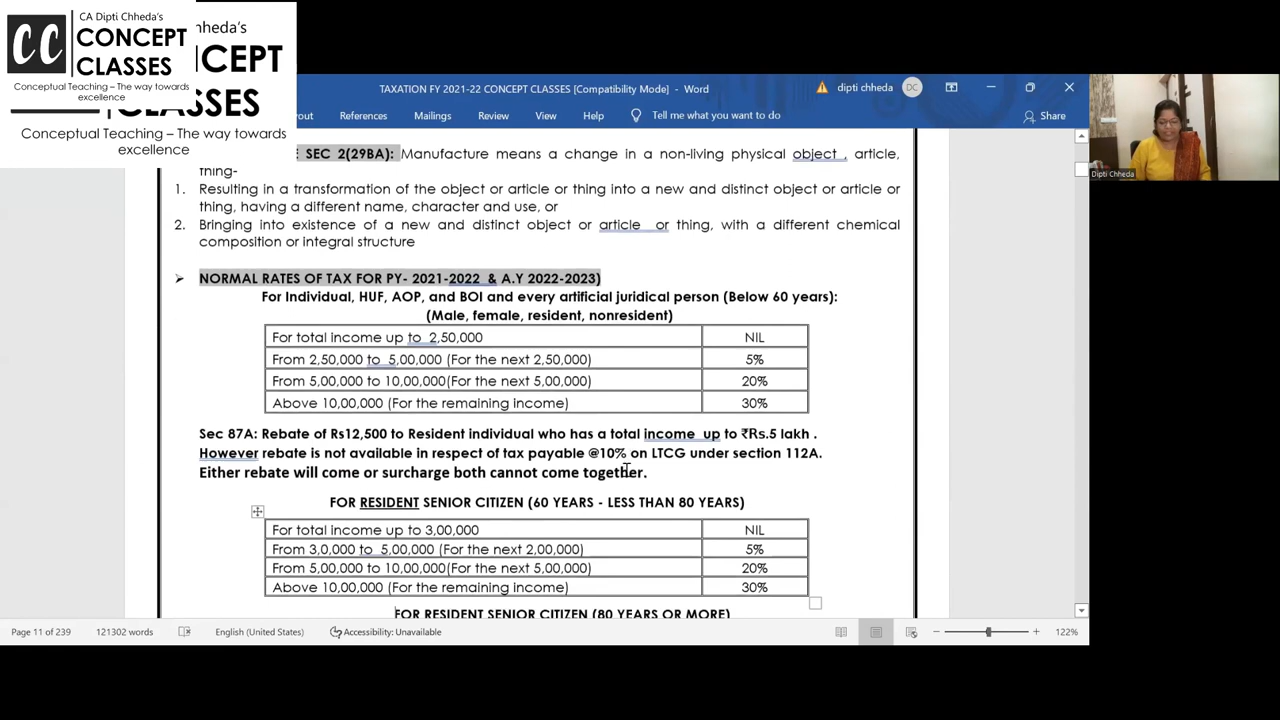 CA Dipti Chheda's
CONCEPT
CLASSES
Conceptual Teaching – The way towards
excellence
hheda's
NCEPT
CLASSES
Conceptual Teaching – The way towards
excellence
TAXATION FY 2021-22 CONCEPT CLASSES [Compatibility Mode] - Word
dipti chheda
DC
out References Mailings Review View Help Tell me what you want to do Share
SEC 2(29BA): Manufacture means a change in a non-living physical object , article,
thing-
1. Resulting in a transformation of the object or article or thing into a new and distinct object or article or
thing, having a different name, character and use, or
2. Bringing into existence of a new and distinct object or article or thing, with a different chemical
composition or integral structure
➢ NORMAL RATES OF TAX FOR PY- 2021-2022 & A.Y 2022-2023)
For Individual, HUF, AOP, and BOI and every artificial juridical person (Below 60 years):
(Male, female, resident, nonresident)
For total income up to 2,50,000 NIL
From 2,50,000 to 5,00,000 (For the next 2,50,000) 5%
From 5,00,000 to 10,00,000(For the next 5,00,000) 20%
Above 10,00,000 (For the remaining income) 30%
Sec 87A: Rebate of Rs12,500 to Resident individual who has a total income up to ₹Rs.5 lakh .
However rebate is not available in respect of tax payable @10% on LTCG under section 112A.
Either rebate will come or surcharge both cannot come together.
FOR RESIDENT SENIOR CITIZEN (60 YEARS - LESS THAN 80 YEARS)
For total income up to 3,00,000 NIL
From 3,0,000 to 5,00,000 (For the next 2,00,000) 5%
From 5,00,000 to 10,00,000(For the next 5,00,000) 20%
Above 10,00,000 (For the remaining income) 30%
FOR RESIDENT SENIOR CITIZEN (80 YEARS OR MORE)
Page 11 of 239 121302 words English (United States) Accessibility: Unavailable 122%
Dipti Chheda